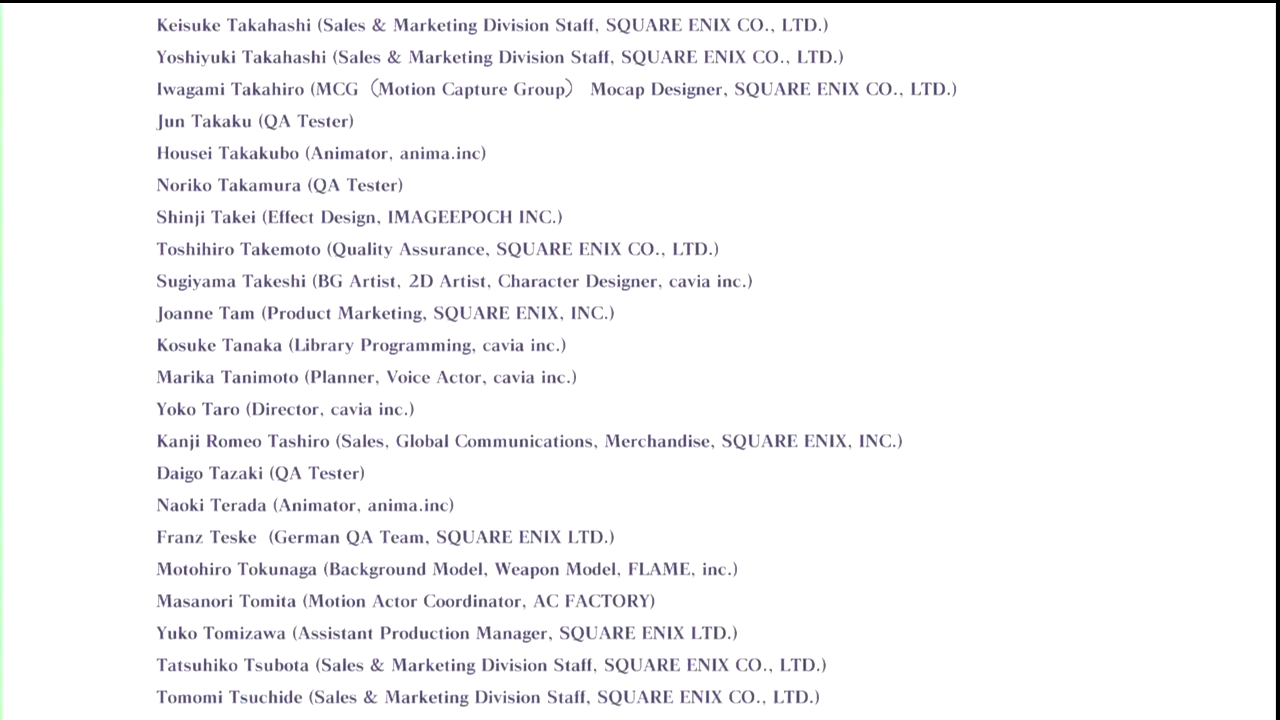 Keisuke Takahashi (Sales & Marketing Division Staff, SQUARE ENIX CO., LTD.)
Yoshiyuki Takahashi (Sales & Marketing Division Staff, SQUARE ENIX CO., LTD.)
Iwagami Takahiro (MCG（Motion Capture Group） Mocap Designer, SQUARE ENIX CO., LTD.)
Jun Takaku (QA Tester)
Housei Takakubo (Animator, anima.inc)
Noriko Takamura (QA Tester)
Shinji Takei (Effect Design, IMAGEEPOCH INC.)
Toshihiro Takemoto (Quality Assurance, SQUARE ENIX CO., LTD.)
Sugiyama Takeshi (BG Artist, 2D Artist, Character Designer, cavia inc.)
Joanne Tam (Product Marketing, SQUARE ENIX, INC.)
Kosuke Tanaka (Library Programming, cavia inc.)
Marika Tanimoto (Planner, Voice Actor, cavia inc.)
Yoko Taro (Director, cavia inc.)
Kanji Romeo Tashiro (Sales, Global Communications, Merchandise, SQUARE ENIX, INC.)
Daigo Tazaki (QA Tester)
Naoki Terada (Animator, anima.inc)
Franz Teske  (German QA Team, SQUARE ENIX LTD.)
Motohiro Tokunaga (Background Model, Weapon Model, FLAME, inc.)
Masanori Tomita (Motion Actor Coordinator, AC FACTORY)
Yuko Tomizawa (Assistant Production Manager, SQUARE ENIX LTD.)
Tatsuhiko Tsubota (Sales & Marketing Division Staff, SQUARE ENIX CO., LTD.)
Tomomi Tsuchide (Sales & Marketing Division Staff, SQUARE ENIX CO., LTD.)